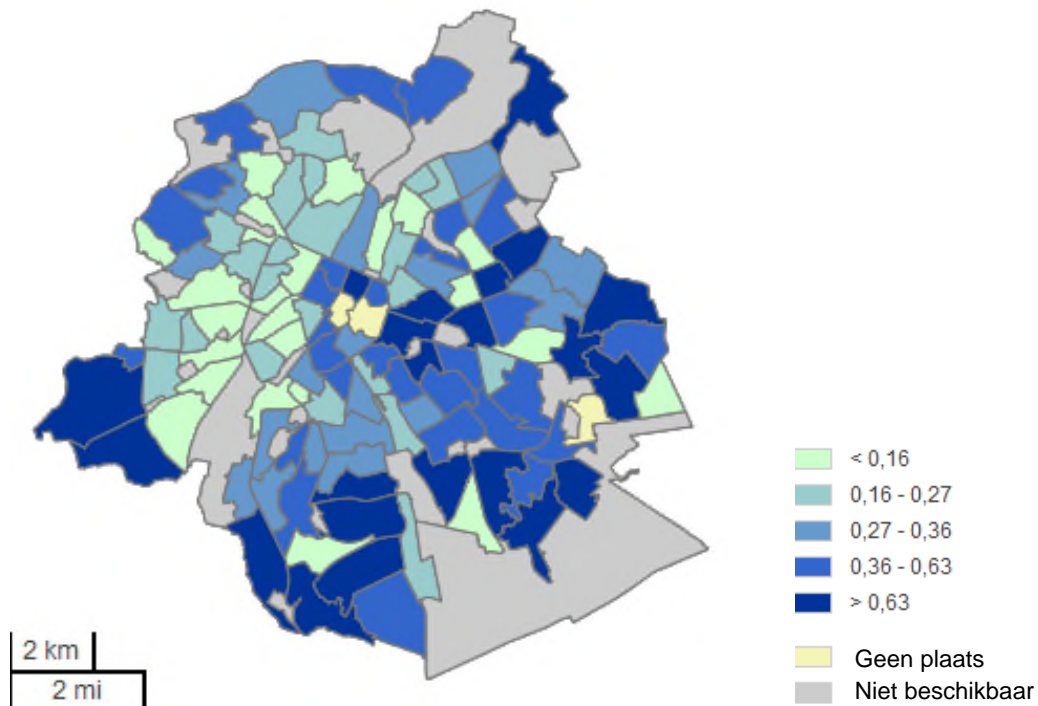 < 0,16
0,16 - 0,27
0,27 - 0,36
0,36 - 0,63
> 0,63
Geen plaats
Niet beschikbaar
2 km
2 mi